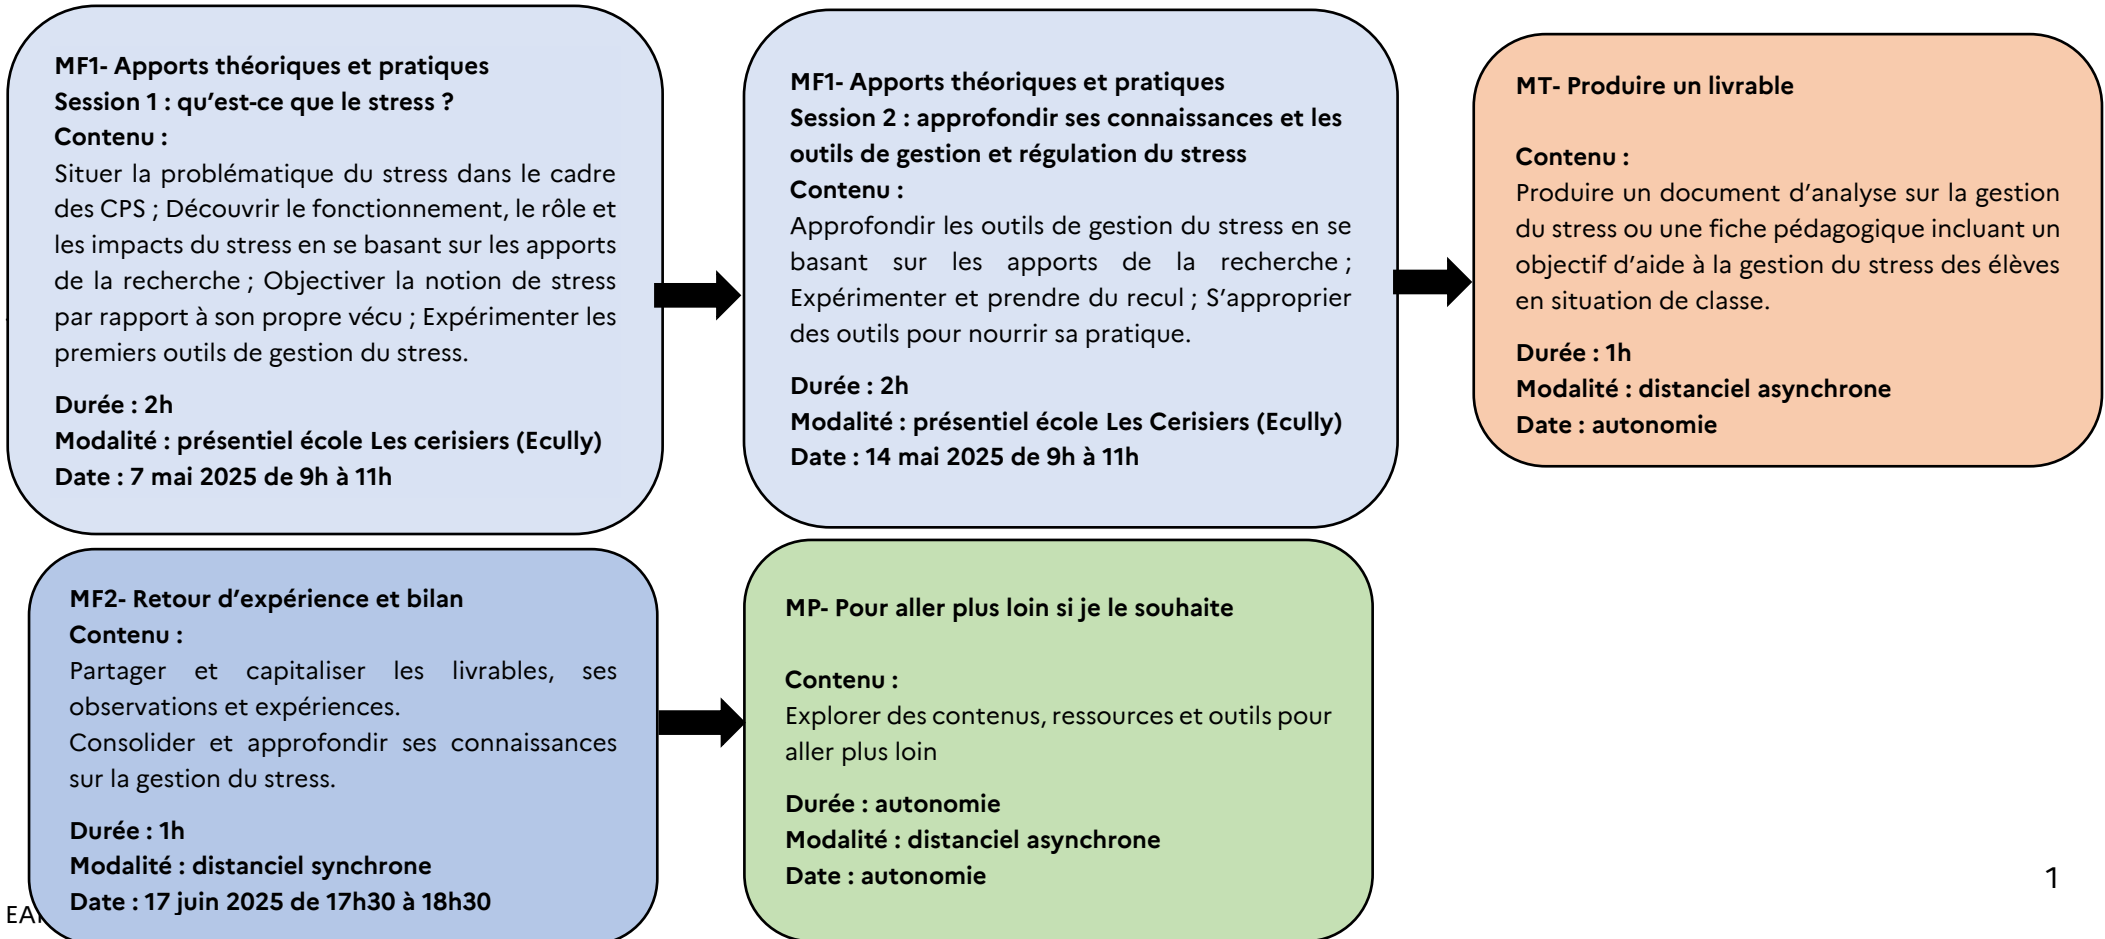 MF1- Apports théoriques et pratiques
Session 1 : qu’est-ce que le stress ?
Contenu :
Situer la problématique du stress dans le cadre
des CPS ; Découvrir le fonctionnement, le rôle et
les impacts du stress en se basant sur les apports
de la recherche ; Objectiver la notion de stress
par rapport à son propre vécu ; Expérimenter les
premiers outils de gestion du stress.
Durée : 2h
Modalité : présentiel école Les cerisiers (Ecully)
Date : 7 mai 2025 de 9h à 11h
MF1- Apports théoriques et pratiques
Session 2 : approfondir ses connaissances et les
outils de gestion et régulation du stress
Contenu :
Approfondir les outils de gestion du stress en se
basant sur les apports de la recherche ;
Expérimenter et prendre du recul ; S’approprier
des outils pour nourrir sa pratique.
Durée : 2h
Modalité : présentiel école Les Cerisiers (Ecully)
Date : 14 mai 2025 de 9h à 11h
MT- Produire un livrable
Contenu :
Produire un document d’analyse sur la gestion
du stress ou une fiche pédagogique incluant un
objectif d’aide à la gestion du stress des élèves
en situation de classe.
Durée : 1h
Modalité : distanciel asynchrone
Date : autonomie
MF2- Retour d’expérience et bilan
Contenu :
Partager et capitaliser les livrables, ses
observations et expériences.
Consolider et approfondir ses connaissances
sur la gestion du stress.
Durée : 1h
Modalité : distanciel synchrone
Date : 17 juin 2025 de 17h30 à 18h30
MP- Pour aller plus loin si je le souhaite
Contenu :
Explorer des contenus, ressources et outils pour
aller plus loin
Durée : autonomie
Modalité : distanciel asynchrone
Date : autonomie
1